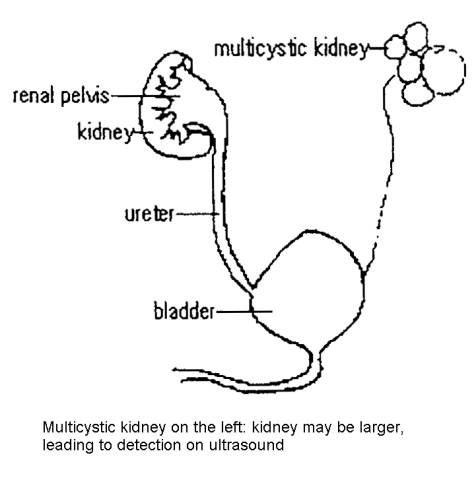 multicystic kidney
renal pelvis
kidney
ureter
bladder
Multicystic kidney on the left: kidney may be larger,
leading to detection on ultrasound